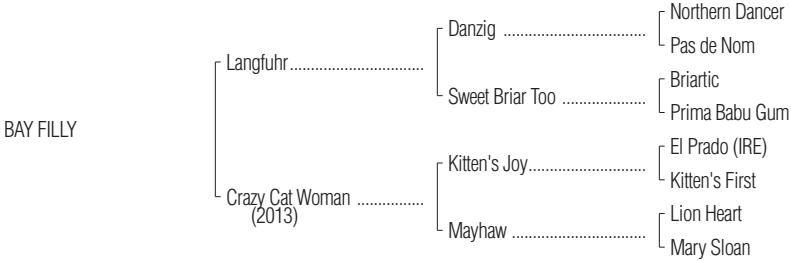 Northern Dancer
Danzig ..................................
Pas de Nom
Langfuhr................................
Briartic
Sweet Briar Too ....................
Prima Babu Gum
BAY FILLY
El Prado (IRE)
Kitten's Joy............................
Kitten's First
Crazy Cat Woman ................
(2013)
Lion Heart
Mayhaw ................................
Mary Sloan